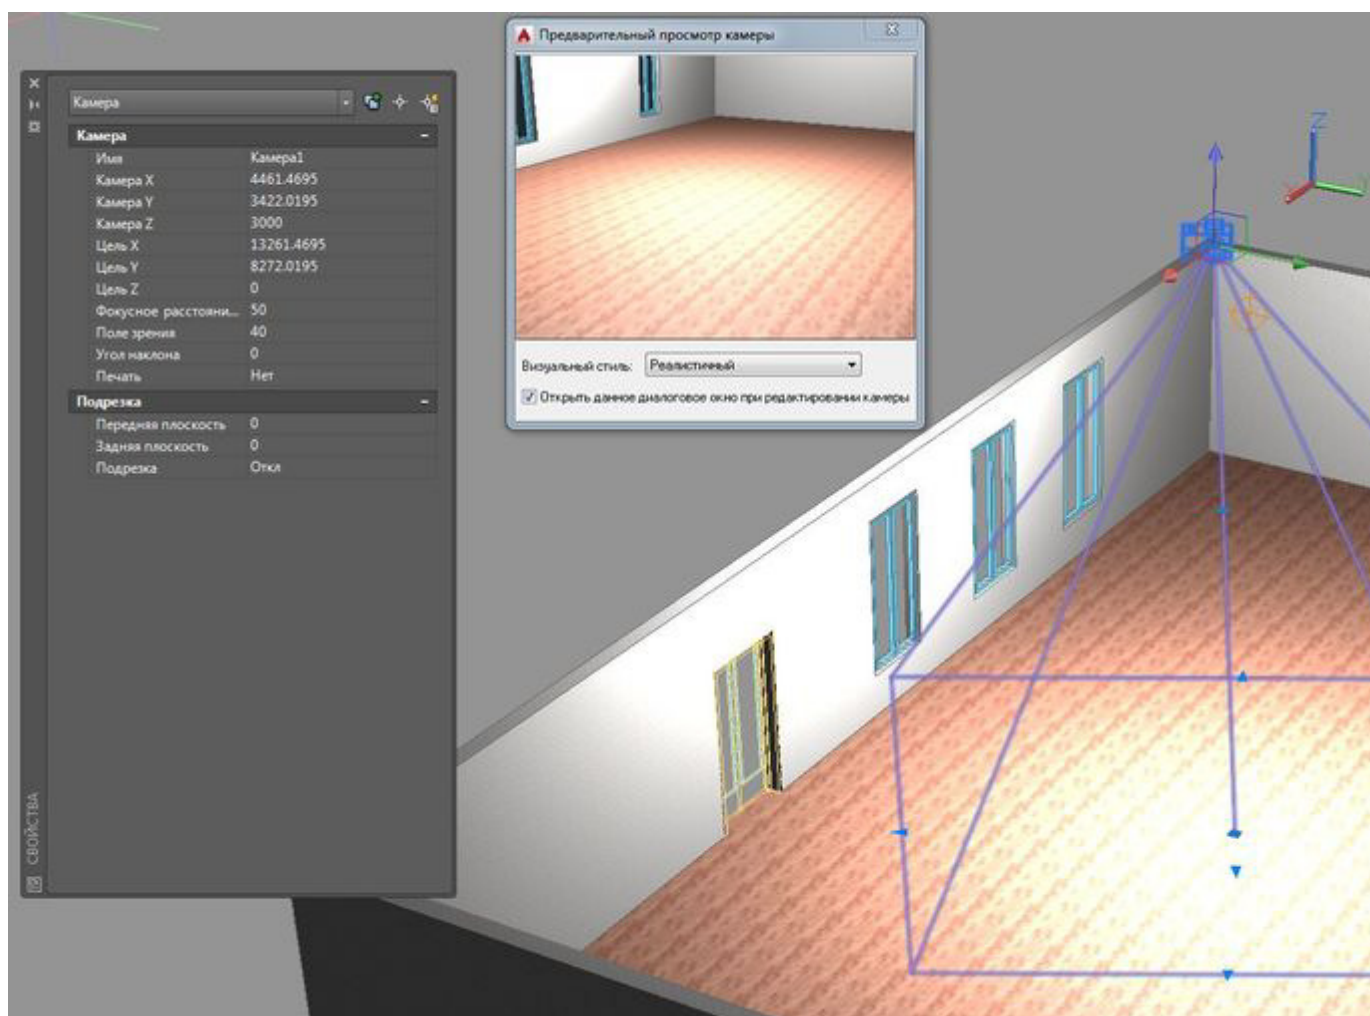 Предварительный просмотр камеры
Камера
Камера
Имя Камера1
Камера X 4461.4695
Камера Y 3422.0195
Камера Z 3000
Цель X 13261.4695
Цель Y 8272.0195
Цель Z 0
Фокусное расстояни... 50
Поле зрения 40
Угол наклона 0
Печать Нет
Подрезка
Передняя плоскость 0
Задняя плоскость 0
Подрезка Откл
Визуальный стиль: Реалистичный
Открыть данное диалоговое окно при редактировании камеры
Z
СВОЙСТВА